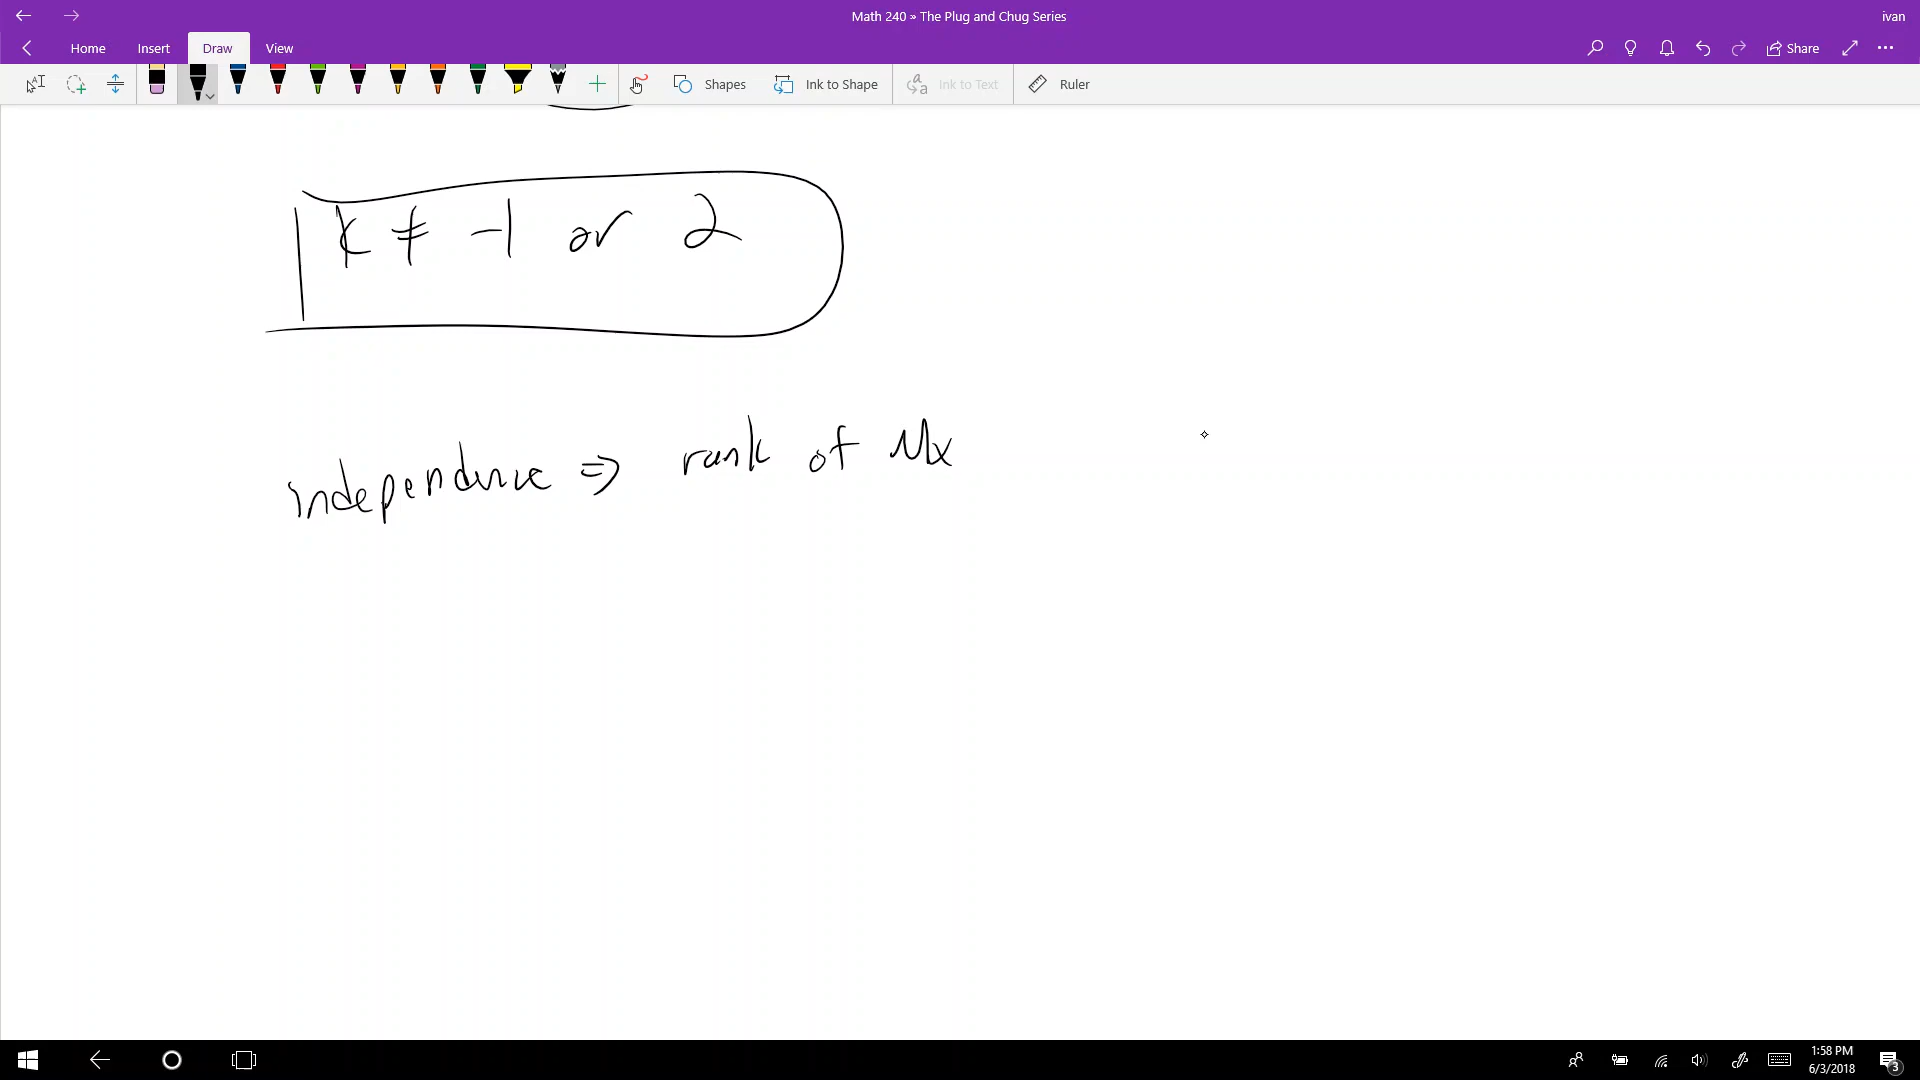 Math 240 » The Plug and Chug Series
ivan
Home Insert Draw View
Share
Shapes Ink to Shape Ink to Text Ruler
k ≠ -1 or 2
independence ⇒ rank of Mx
1:58 PM
6/3/2018
3